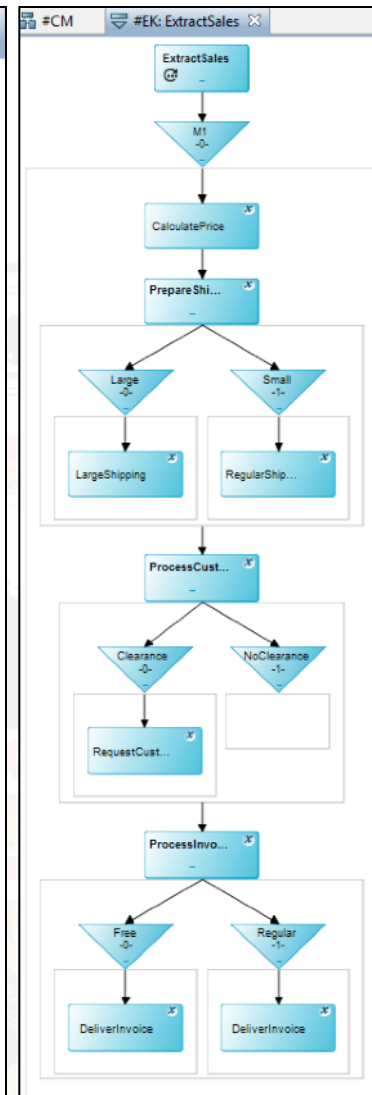 #CM
#EK: ExtractSales
ExtractSales
M1
-0-
CalculatePrice
PrepareShi...
Large
-0-
Small
-1-
LargeShipping
RegularShip...
ProcessCust...
Clearance
-0-
NoClearance
-1-
RequestCust...
ProcessInvo...
Free
-0-
Regular
-1-
DeliverInvoice
DeliverInvoice